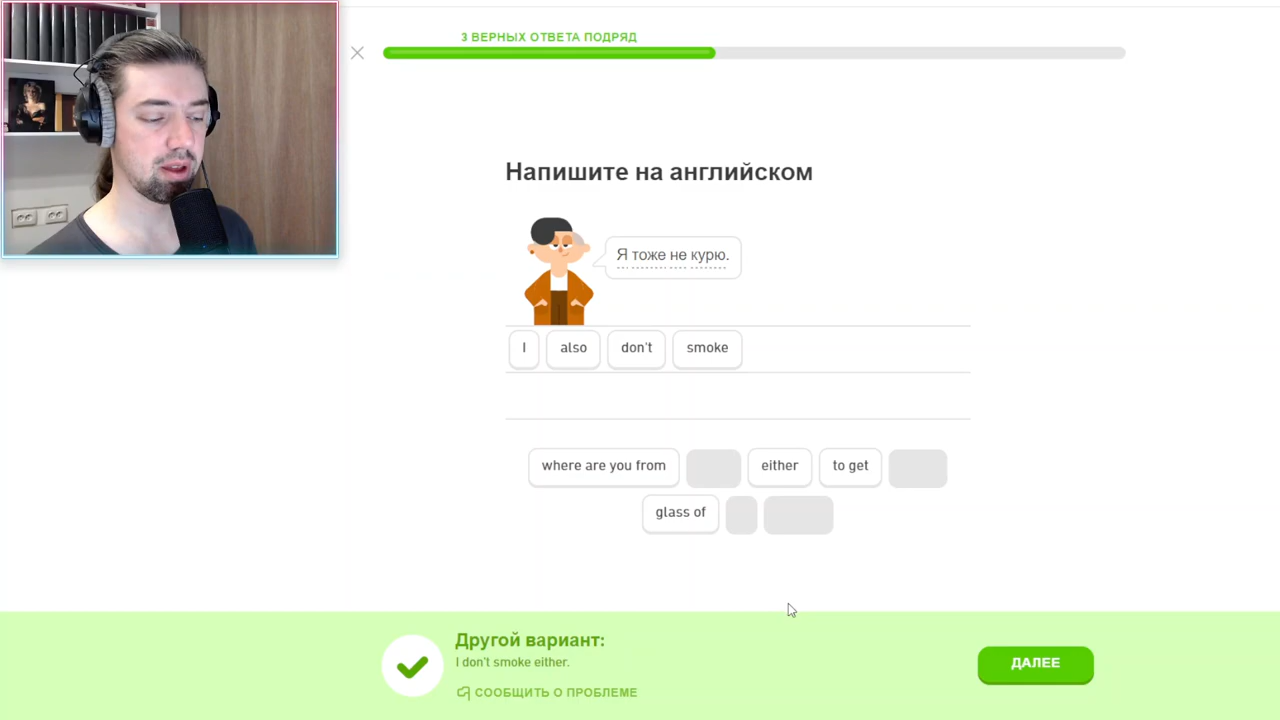 3 ВЕРНЫХ ОТВЕТА ПОДРЯД
Напишите на английском
Я тоже не курю.
I also don't smoke
where are you from either to get
glass of
Другой вариант:
I don't smoke either.
СООБЩИТЬ О ПРОБЛЕМЕ
ДАЛЕЕ